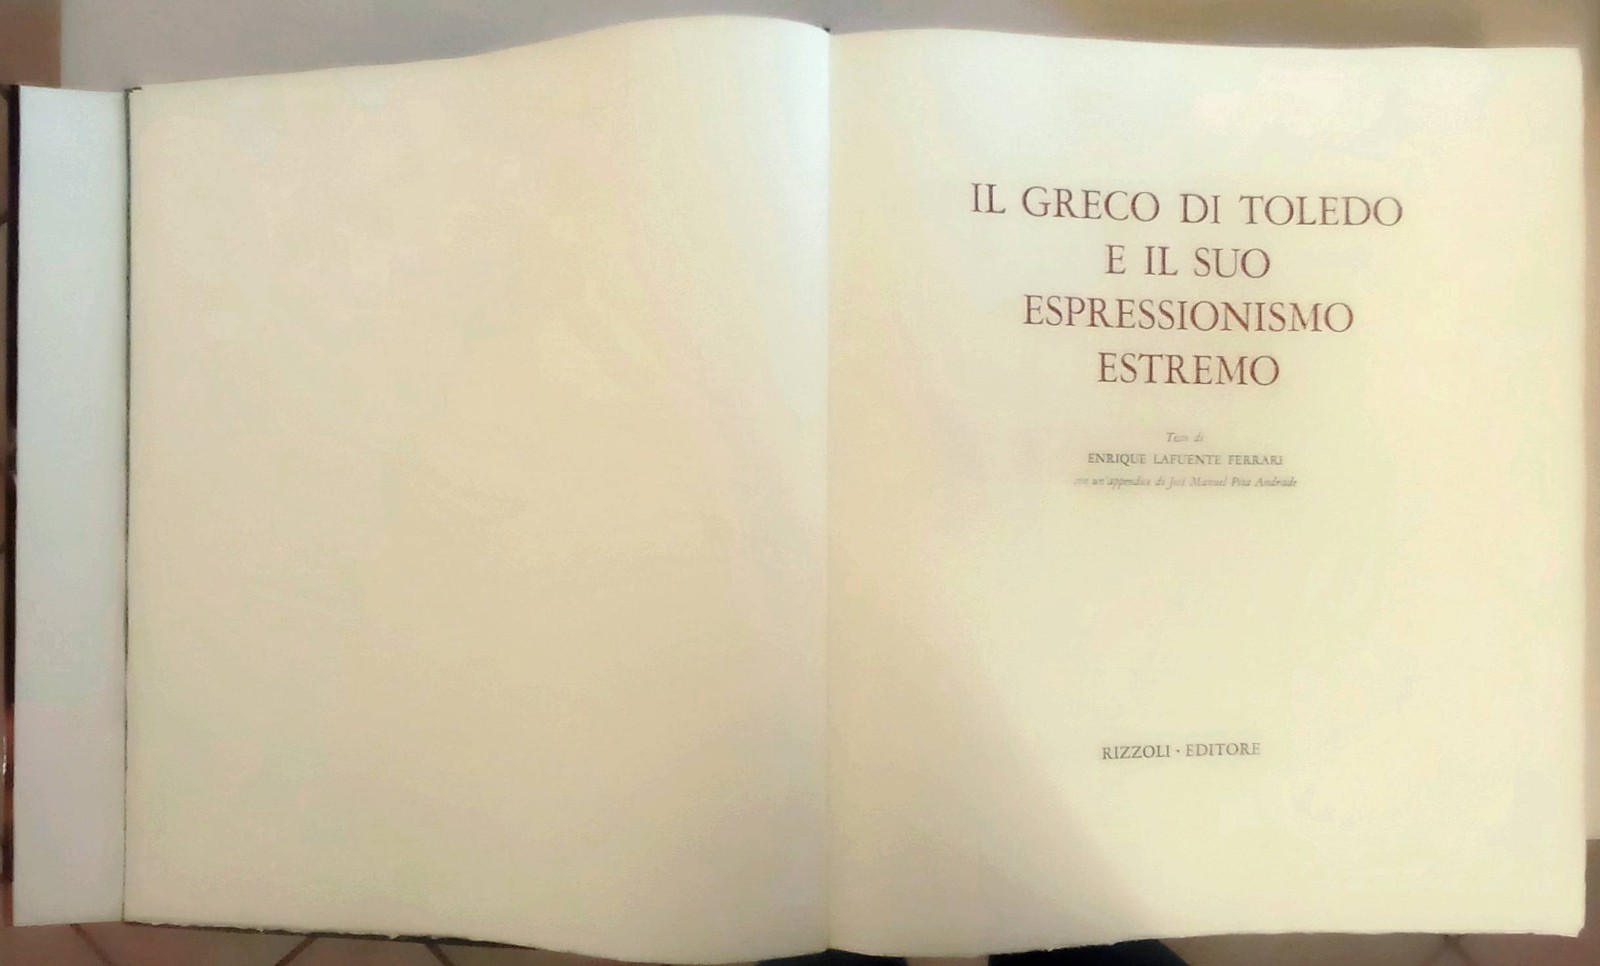 IL GRECO DI TOLEDO
E IL SUO
ESPRESSIONISMO
ESTREMO
Testo di
ENRIQUE LAFUENTE FERRARI
con un'appendice di José Manuel Pita Andrade
RIZZOLI · EDITORE